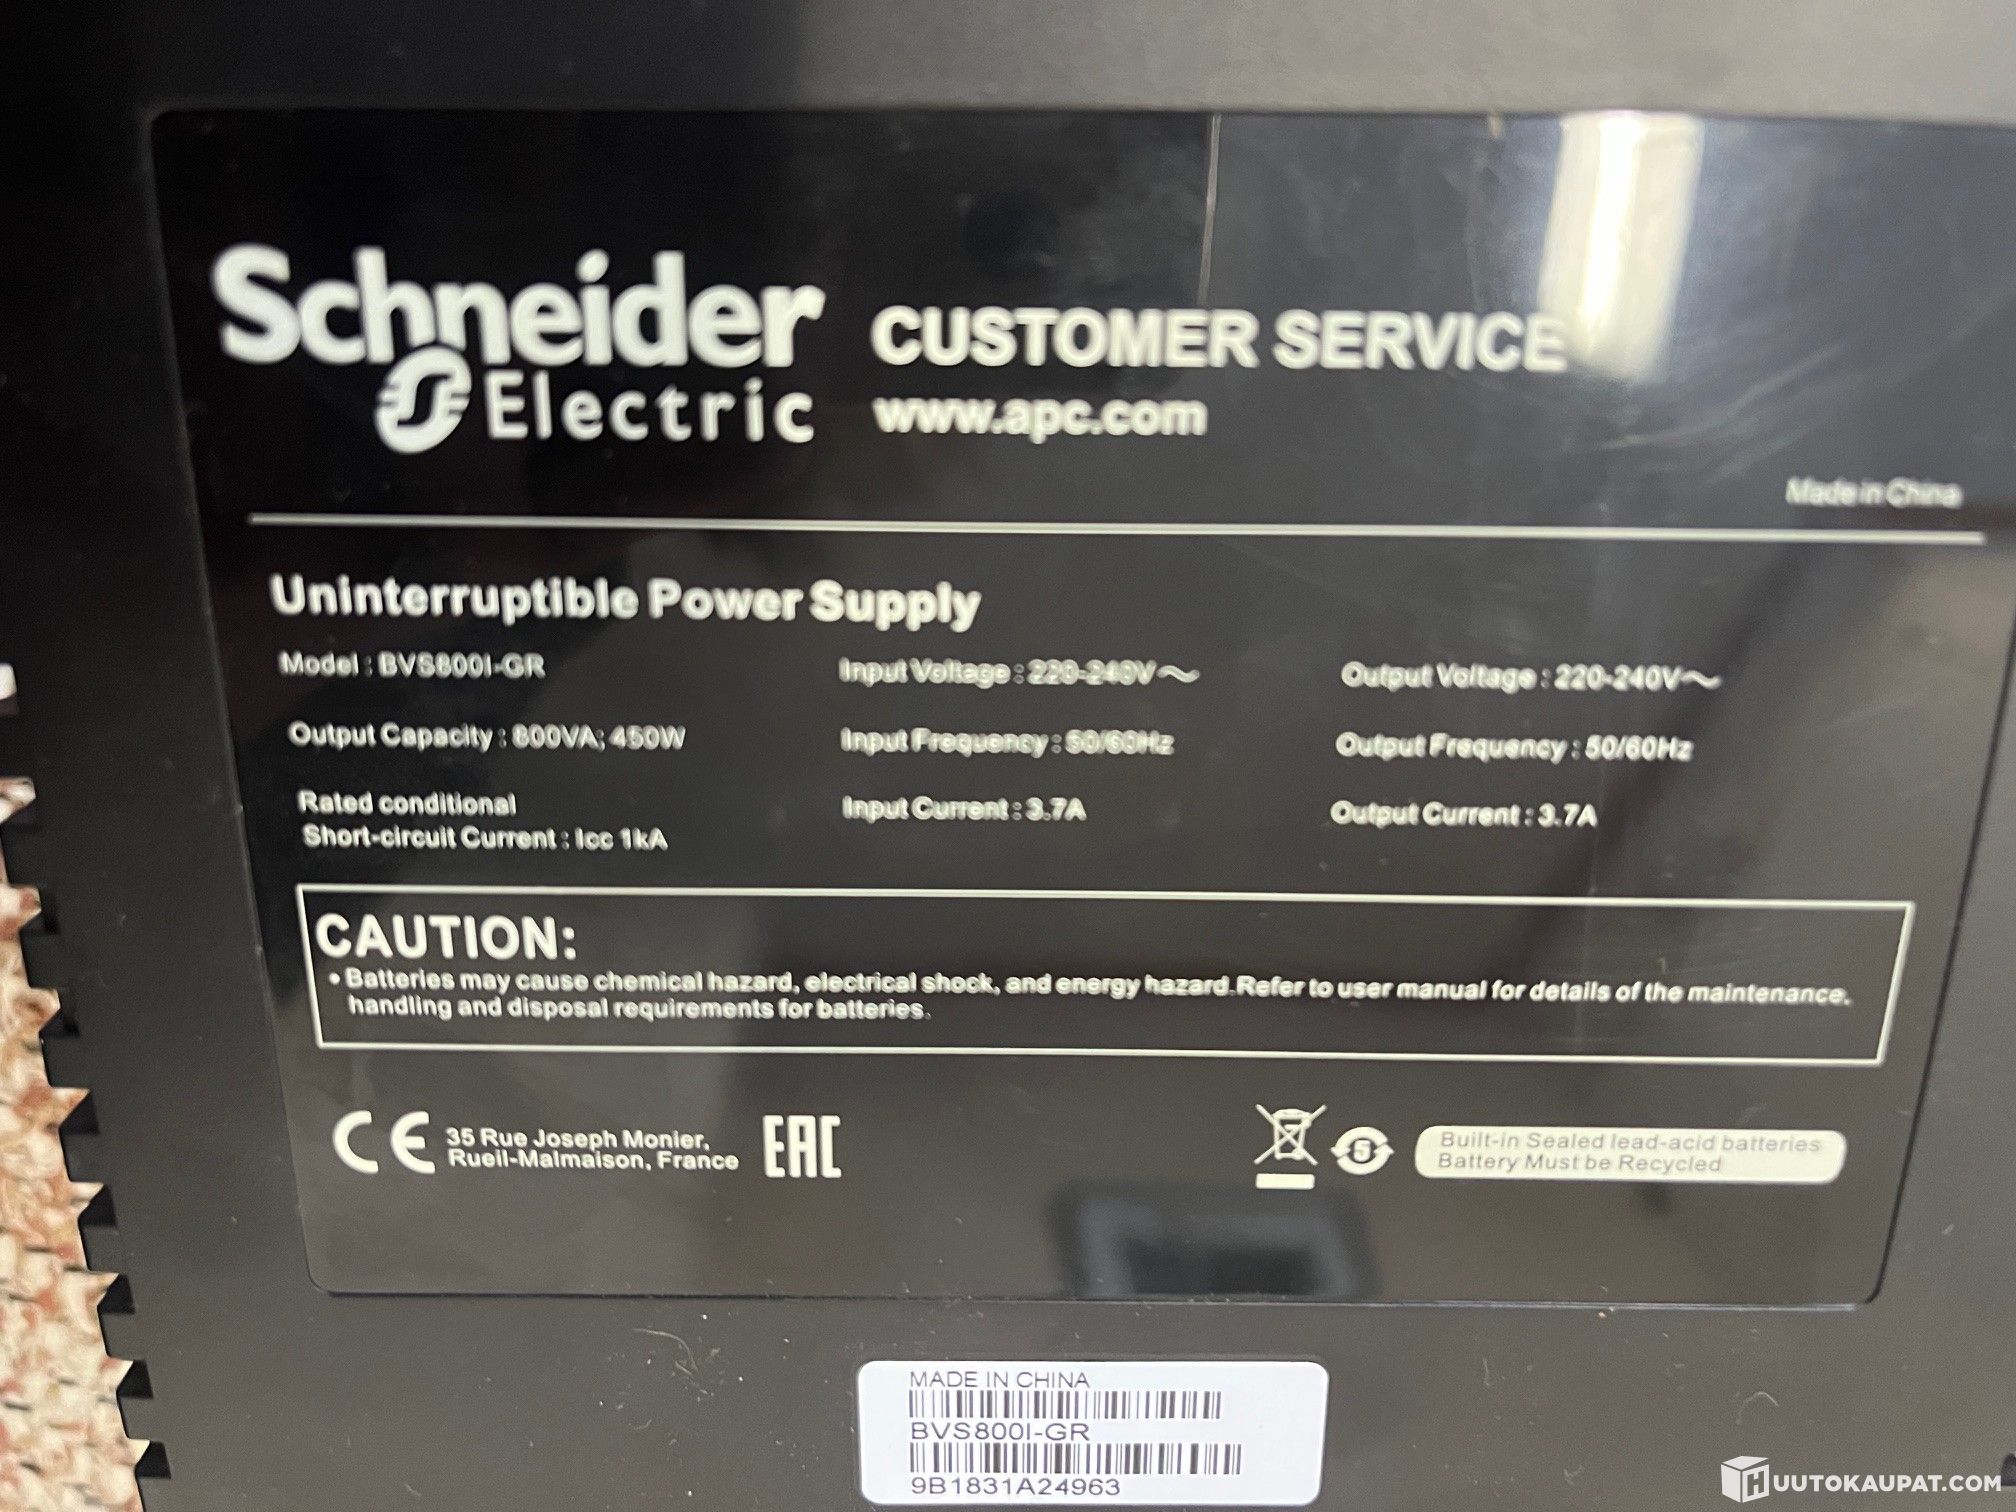 Schneider
Electric
CUSTOMER SERVICE
www.apc.com
Made in China
Uninterruptible Power Supply
Model : BVS800I-GR
Input Voltage : 220-240V～
Output Voltage : 220-240V～
Output Capacity : 800VA; 450W
Input Frequency : 50/60Hz
Output Frequency : 50/60Hz
Rated conditional
Short-circuit Current : Icc 1kA
Input Current : 3.7A
Output Current : 3.7A
CAUTION:
• Batteries may cause chemical hazard, electrical shock, and energy hazard.Refer to user manual for details of the maintenance.
handling and disposal requirements for batteries.
CE
35 Rue Joseph Monier,
Rueil-Malmaison, France
EAC
5
Built-in Sealed lead-acid batteries
Battery Must be Recycled
MADE IN CHINA
BVS800I-GR
9B1831A24963
HUUTOKAUPAT.COM